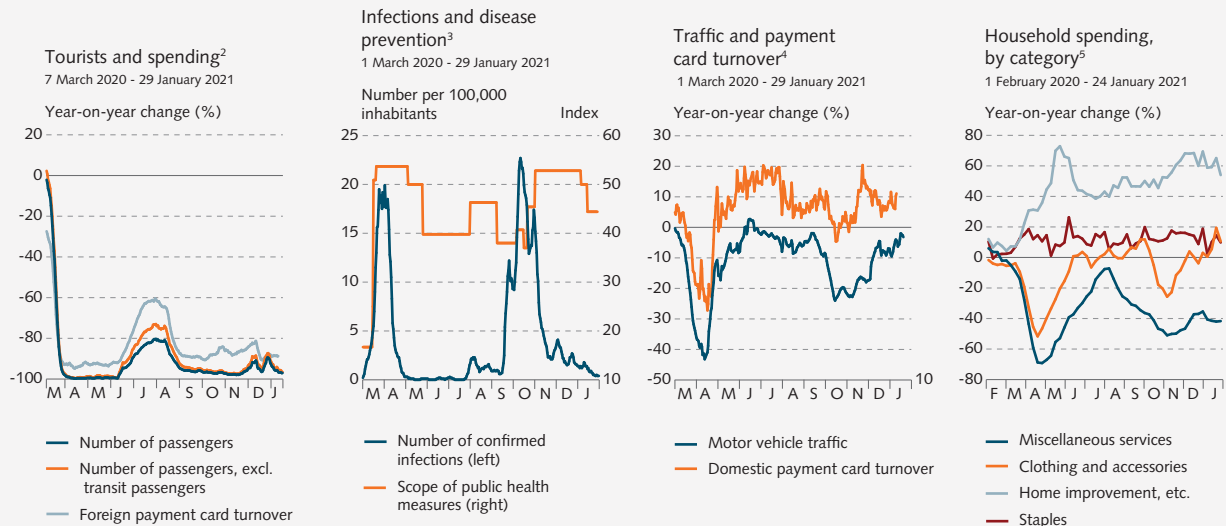 Tourists and spending²
7 March 2020 - 29 January 2021
Year-on-year change (%)
20
0
-20
-40
-60
-80
-100
M A M J J A S O N D J
Number of passengers
Number of passengers, excl.
transit passengers
Foreign payment card turnover
Infections and disease
prevention³
1 March 2020 - 29 January 2021
Number per 100,000
inhabitants
Index
25
20
15
10
5
0
60
50
40
30
20
10
M A M J J A S O N D J
Number of confirmed
infections (left)
Scope of public health
measures (right)
Traffic and payment
card turnover⁴
1 March 2020 - 29 January 2021
Year-on-year change (%)
30
20
10
0
-10
-20
-30
-40
-50
10
M A M J J A S O N D J
Motor vehicle traffic
Domestic payment card turnover
Household spending,
by category⁵
1 February 2020 - 24 January 2021
Year-on-year change (%)
80
60
40
20
0
-20
-40
-60
-80
F M A M J J A S O N D J
Miscellaneous services
Clothing and accessories
Home improvement, etc.
Staples